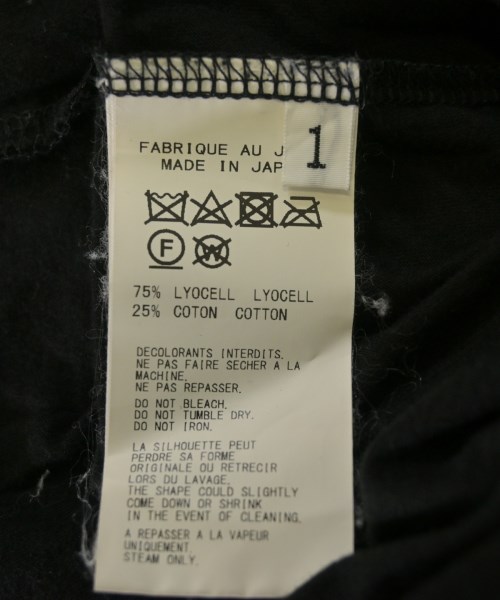 FABRIQUE AU J
MADE IN JAP
1
F
W
75% LYOCELL LYOCELL
25% COTON COTTON
DECOLORANTS INTERDITS.
NE PAS FAIRE SECHER A LA
MACHINE.
NE PAS REPASSER.
DO NOT BLEACH.
DO NOT TUMBLE DRY.
DO NOT IRON.
LA SILHOUETTE PEUT
PERDRE SA FORME
ORIGINALE OU RETRECIR
LORS DU LAVAGE.
THE SHAPE COULD SLIGHTLY
COME DOWN OR SHRINK
IN THE EVENT OF CLEANING.
A REPASSER A LA VAPEUR
UNIQUEMENT.
STEAM ONLY.